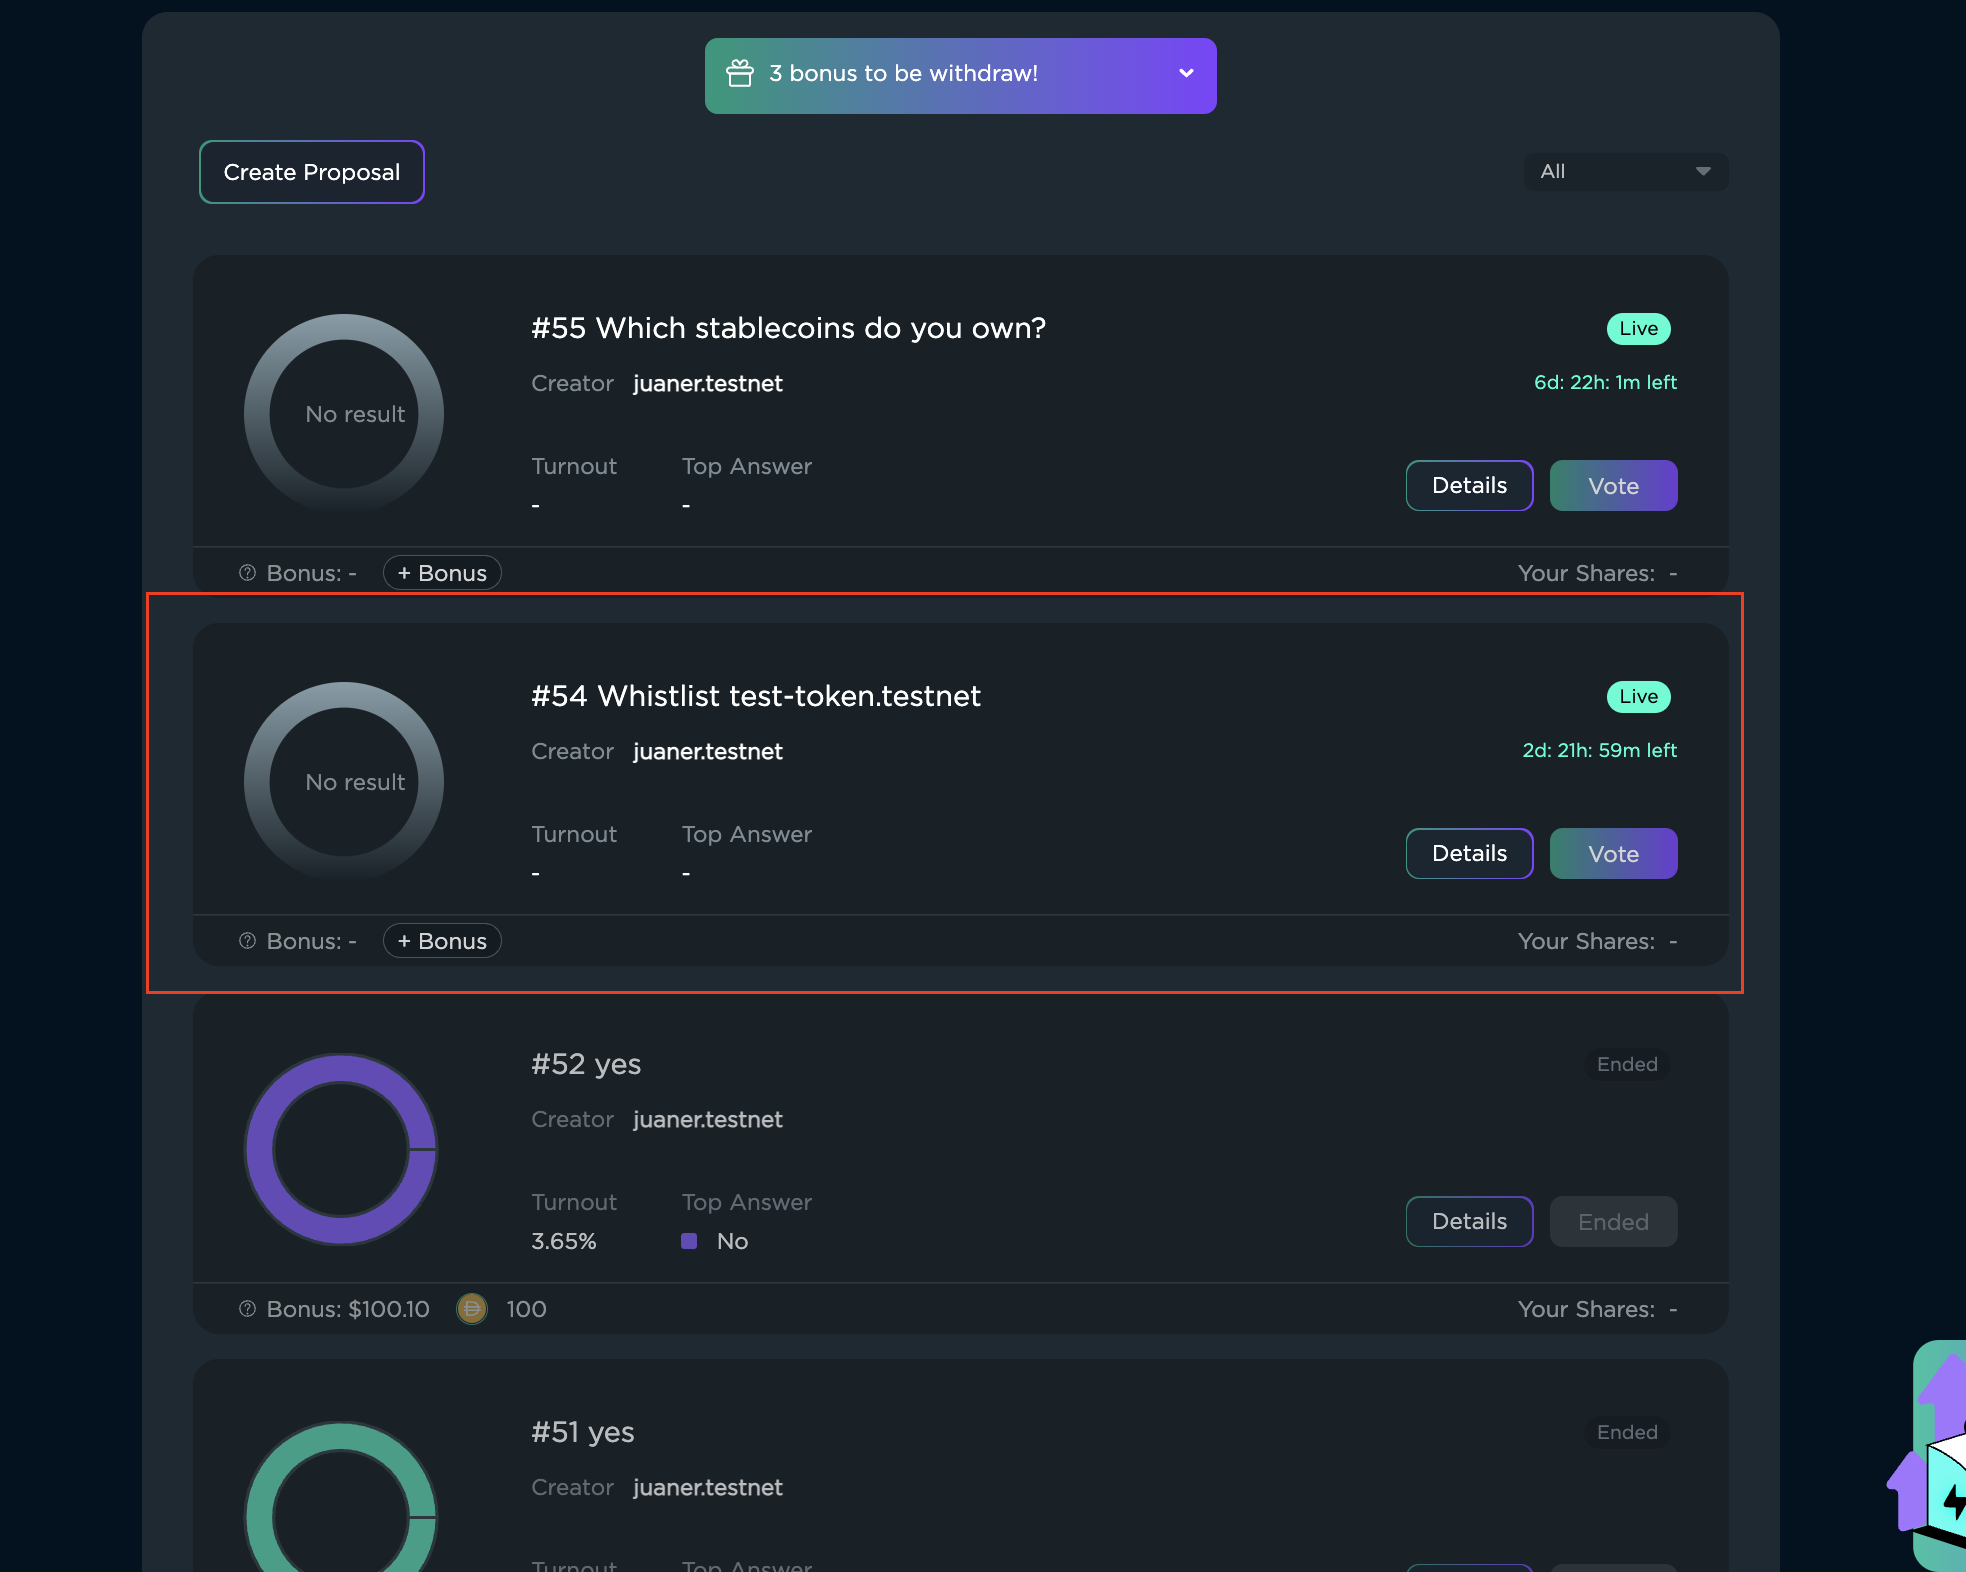 3 bonus to be withdraw!
Create Proposal
All
#55 Which stablecoins do you own?
Live
Creator juaner.testnet
6d: 22h: 1m left
No result
Turnout Top Answer
- -
Details Vote
Bonus: - + Bonus Your Shares: -
#54 Whistlist test-token.testnet
Live
Creator juaner.testnet
2d: 21h: 59m left
No result
Turnout Top Answer
- -
Details Vote
Bonus: - + Bonus Your Shares: -
#52 yes
Ended
Creator juaner.testnet
Turnout Top Answer
3.65% No
Details Ended
Bonus: $100.10 100 Your Shares: -
#51 yes
Ended
Creator juaner.testnet
Turnout Top Answer